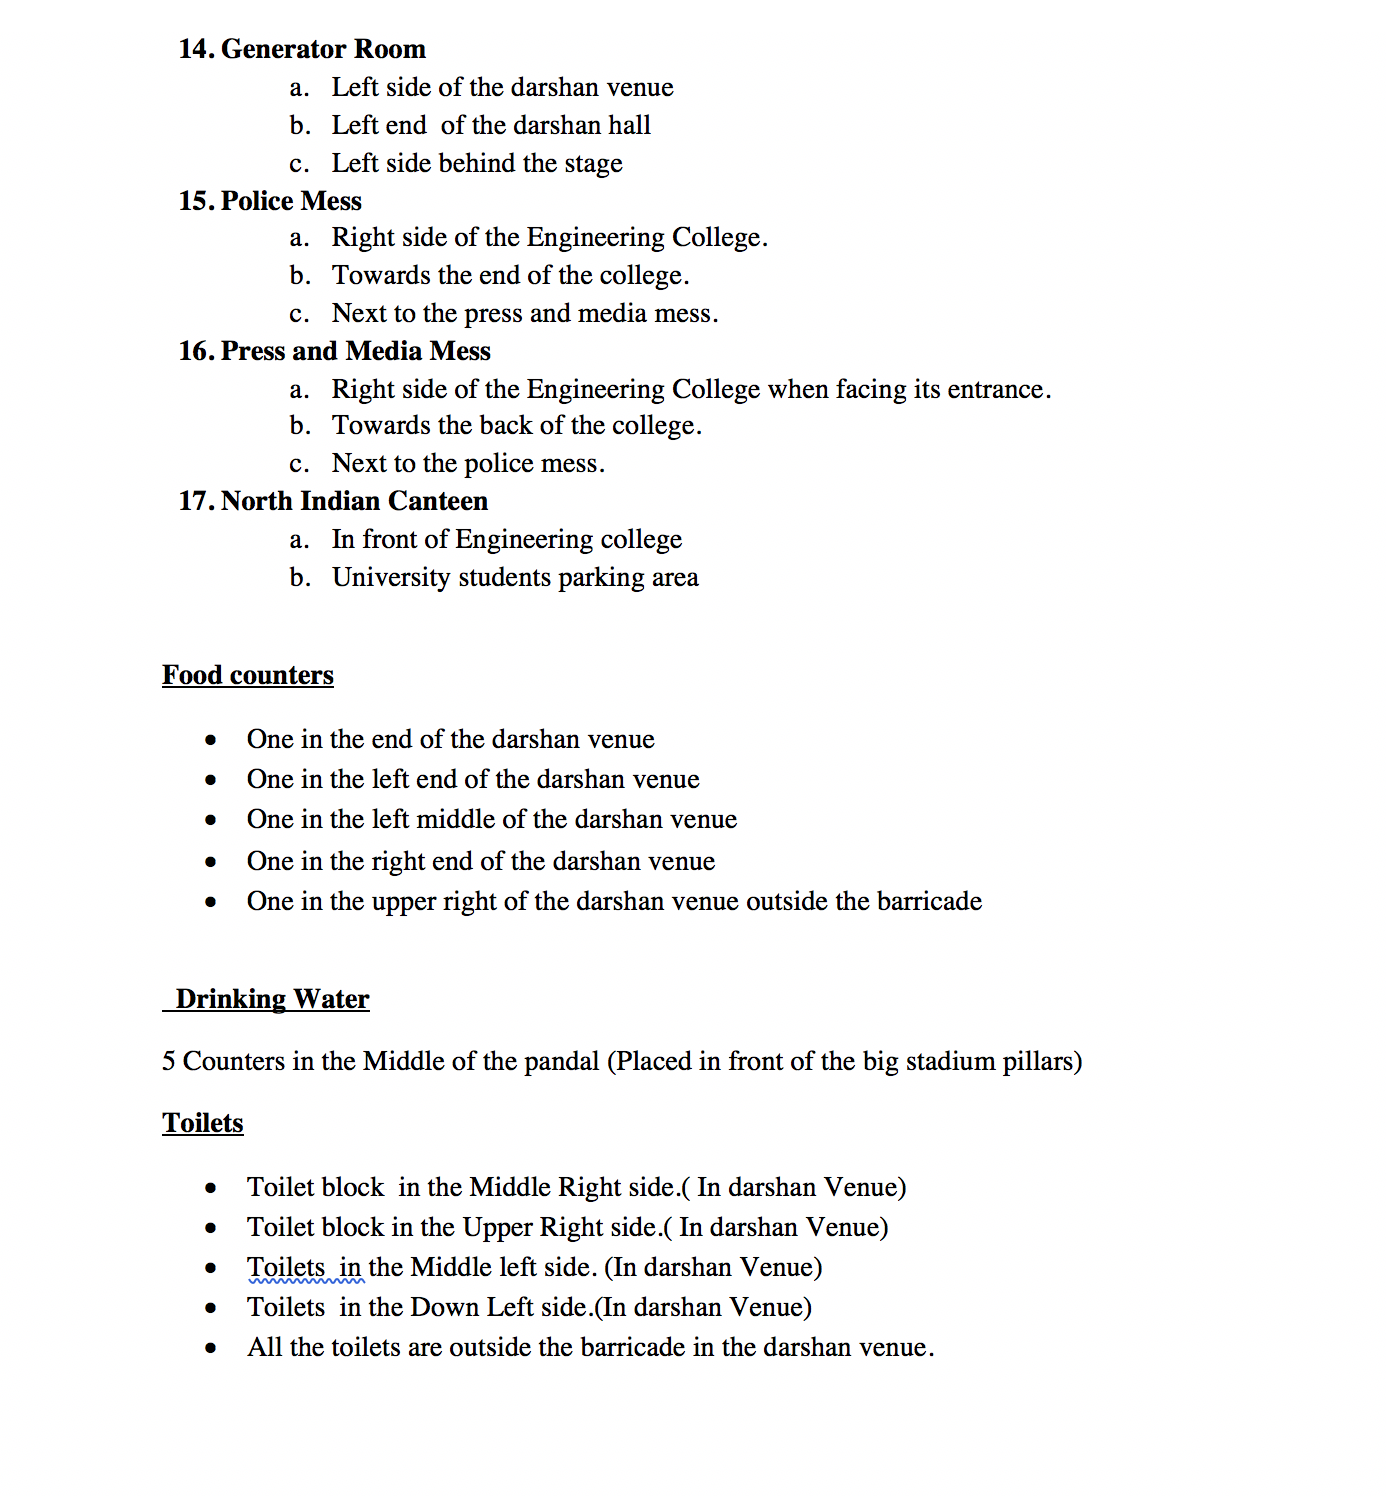 14. Generator Room
a. Left side of the darshan venue
b. Left end  of the darshan hall
c. Left side behind the stage
15. Police Mess
a. Right side of the Engineering College.
b. Towards the end of the college.
c. Next to the press and media mess.
16. Press and Media Mess
a. Right side of the Engineering College when facing its entrance.
b. Towards the back of the college.
c. Next to the police mess.
17. North Indian Canteen
a. In front of Engineering college
b. University students parking area
Food counters
• One in the end of the darshan venue
• One in the left end of the darshan venue
• One in the left middle of the darshan venue
• One in the right end of the darshan venue
• One in the upper right of the darshan venue outside the barricade
Drinking Water
5 Counters in the Middle of the pandal (Placed in front of the big stadium pillars)
Toilets
• Toilet block  in the Middle Right side.( In darshan Venue)
• Toilet block in the Upper Right side.( In darshan Venue)
• Toilets  in the Middle left side. (In darshan Venue)
• Toilets  in the Down Left side.(In darshan Venue)
• All the toilets are outside the barricade in the darshan venue.